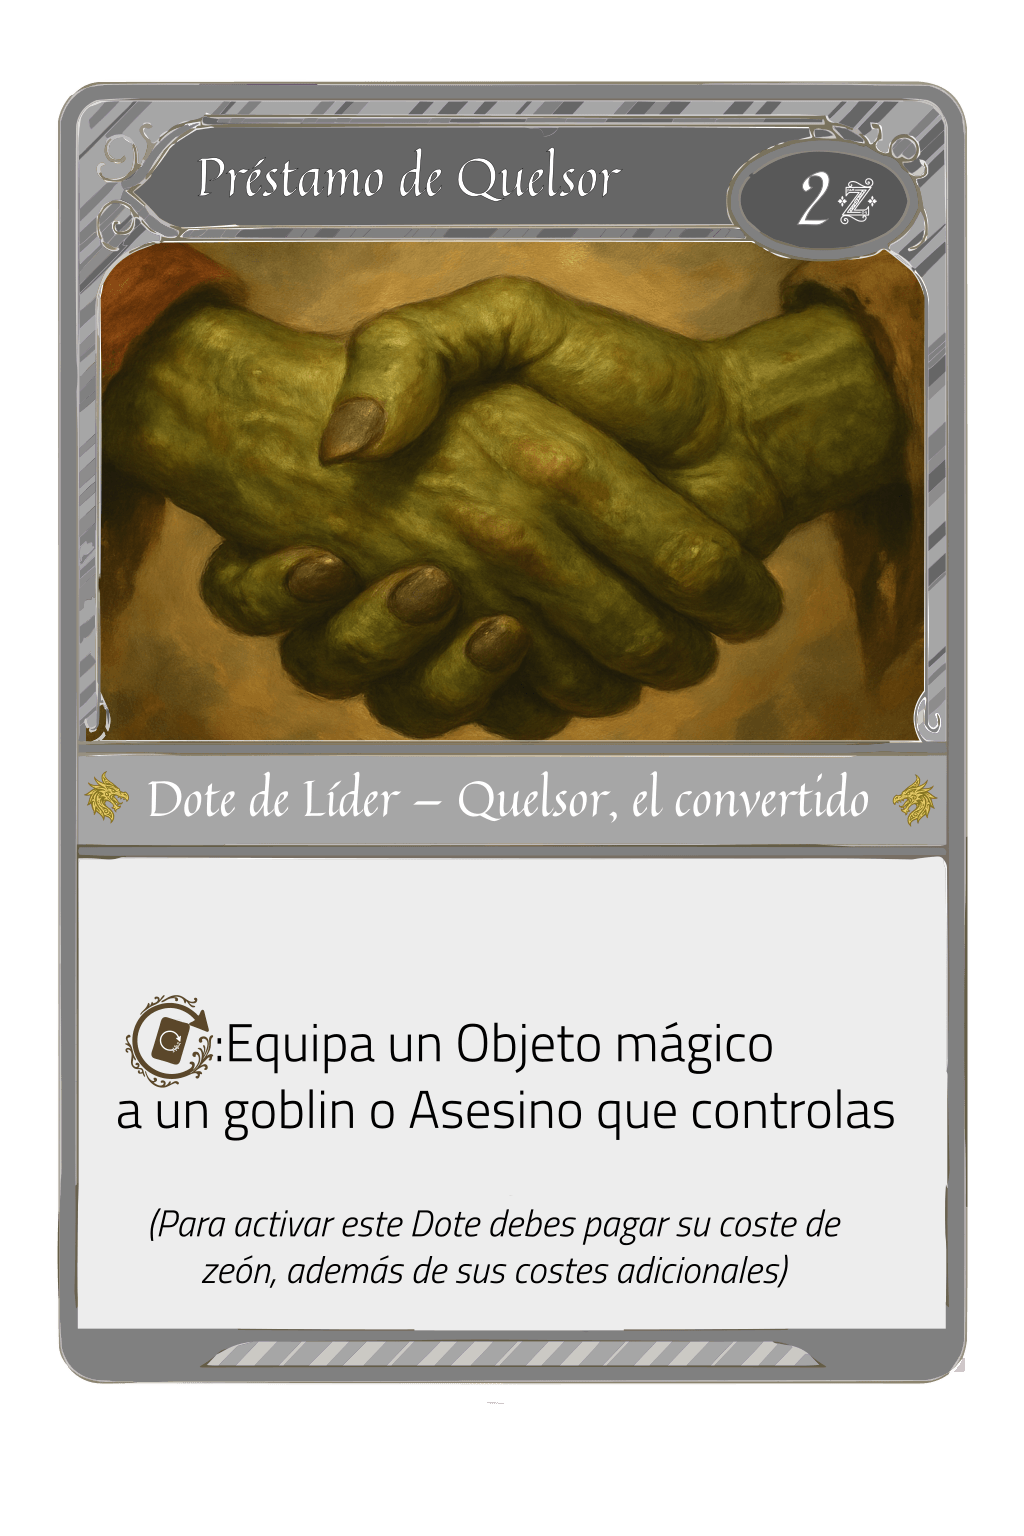 Préstamo de Quelsor
2 Z
Dote de Líder – Quelsor, el convertido
:Equipa un Objeto mágico
a un goblin o Asesino que controlas
(Para activar este Dote debes pagar su coste de
zeón, además de sus costes adicionales)